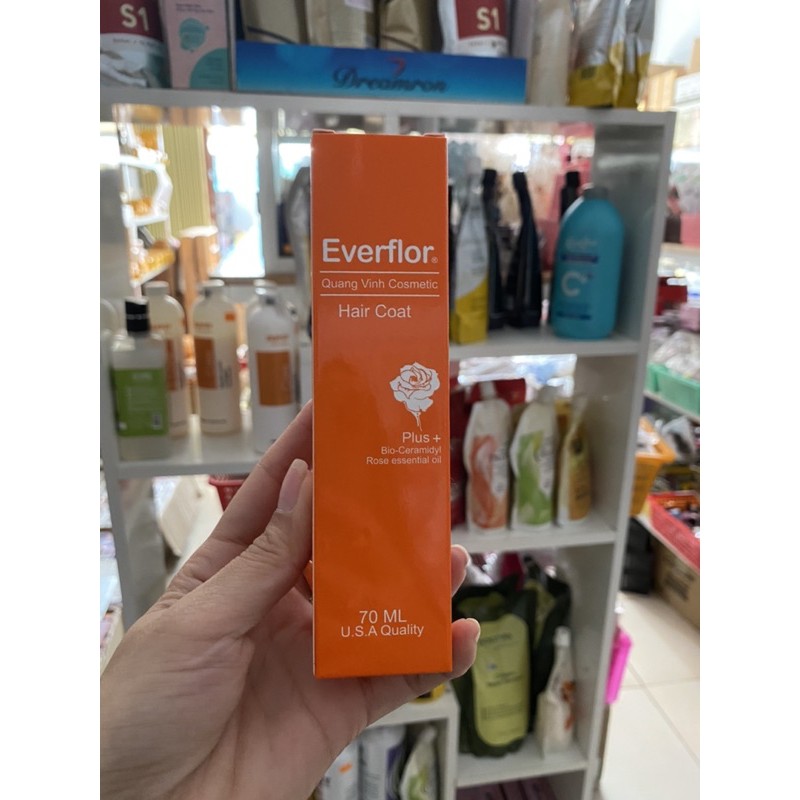 S1
S1
Dreamron
Everflor®
Quang Vinh Cosmetic
Hair Coat
Plus +
Bio-Ceramidyl
Rose essential oil
70 ML
U.S.A Quality
C+